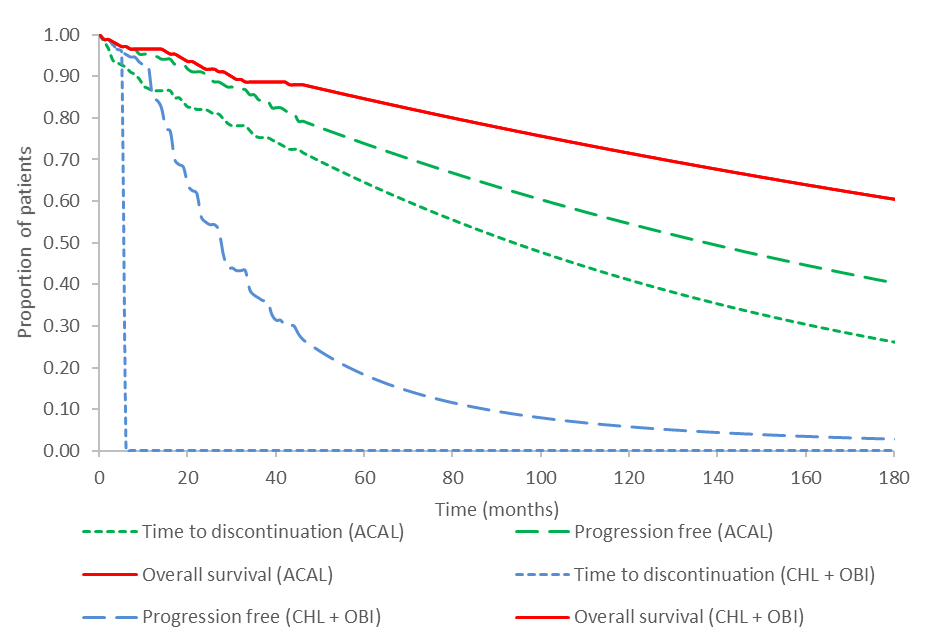 1.00
0.90
0.80
0.70
0.60
0.50
0.40
0.30
0.20
0.10
0.00
Proportion of patients
0 20 40 60 80 100 120 140 160 180
Time (months)
Time to discontinuation (ACAL) Progression free (ACAL)
Overall survival (ACAL) Time to discontinuation (CHL + OBI)
Progression free (CHL + OBI) Overall survival (CHL + OBI)